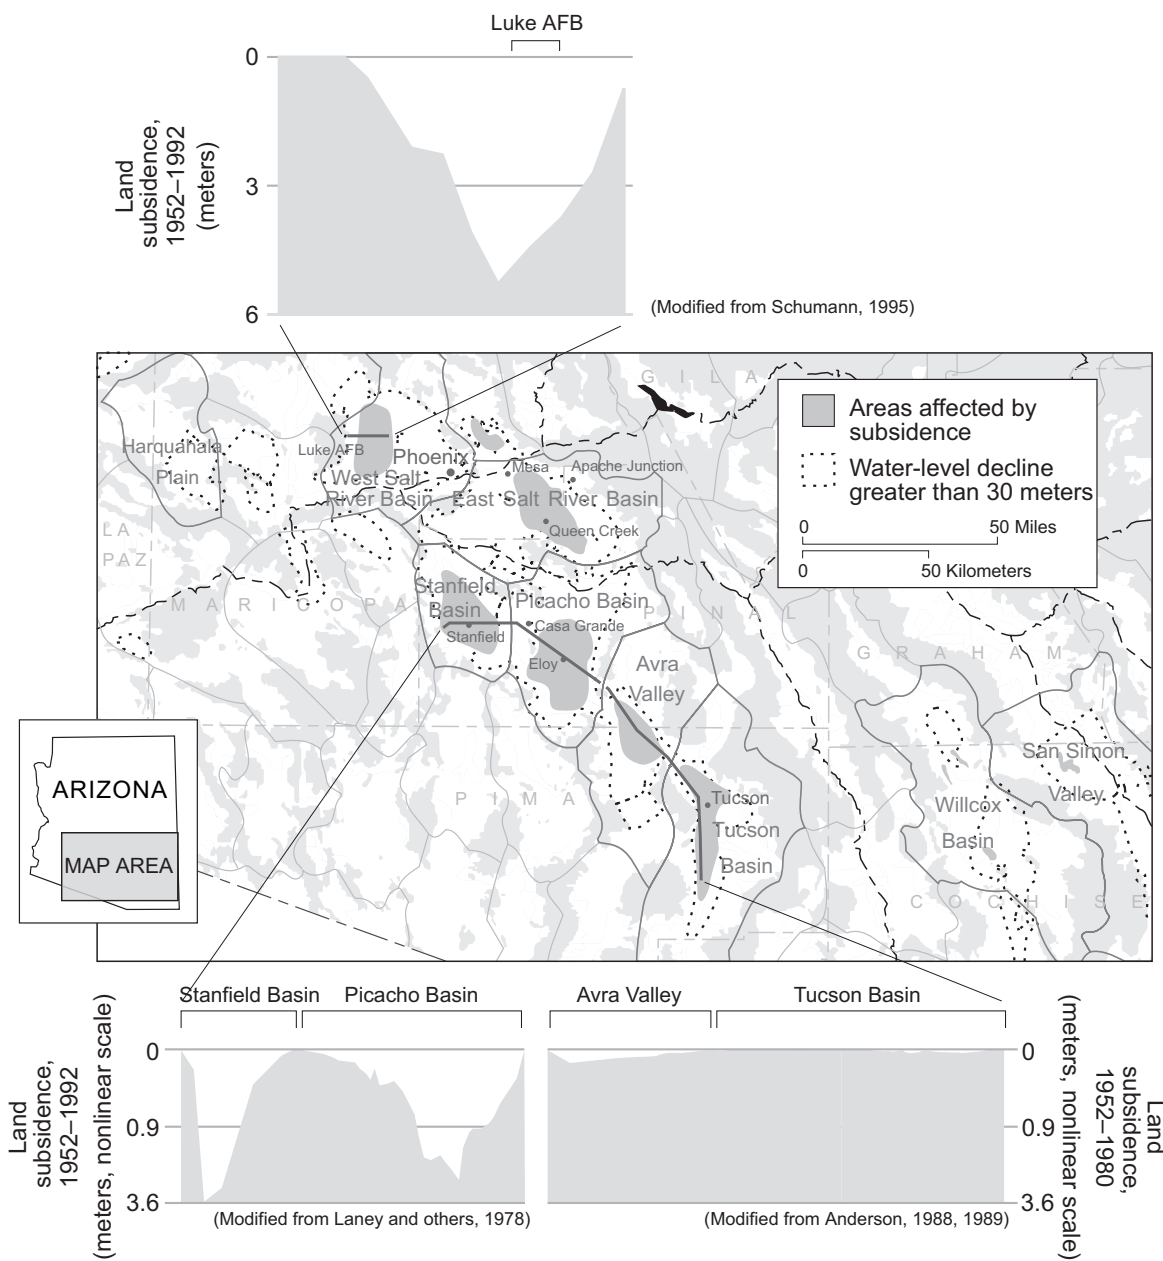 Luke AFB
0
3
6
Land
subsidence,
1952–1992
(meters)
(Modified from Schumann, 1995)
G I L A
Areas affected by
subsidence
Water-level decline
greater than 30 meters
0
50 Miles
0
50 Kilometers
Harquahala
Plain
Luke AFB
Phoenix
West Salt
River Basin
Mesa
Apache Junction
East Salt River Basin
Queen Creek
LA
PAZ
MARICOPA
Stanfield
Basin
Stanfield
Picacho Basin
Casa Grande
Eloy
PINAL
Avra
Valley
GRAHAM
San Simon
Valley
Willcox
Basin
PIMA
Tucson
Tucson
Basin
COCHISE
ARIZONA
MAP AREA
Stanfield Basin
Picacho Basin
Avra Valley
Tucson Basin
Land
subsidence,
1952–1992
(meters, nonlinear scale)
0
0.9
3.6
(Modified from Laney and others, 1978)
0
0.9
3.6
(Modified from Anderson, 1988, 1989)
Land
subsidence,
1952–1980
(meters, nonlinear scale)